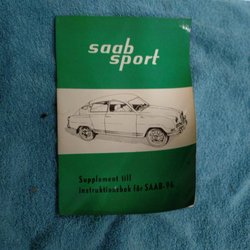 saab
sport
Supplement till
instruktionsbok för SAAB-96